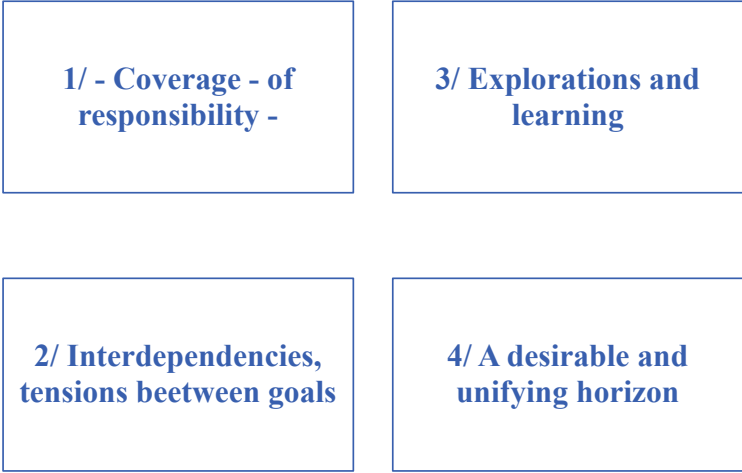 1/ - Coverage - of
responsibility -
2/ Interdependencies,
tensions beetween goals
3/ Explorations and
learning
4/ A desirable and
unifying horizon